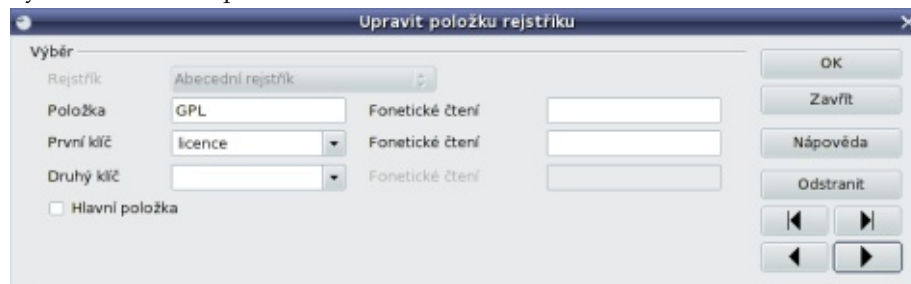 Upravit položku rejstříku
Výběr
Rejstřík Abecední rejstřík
Položka GPL Fonetické čtení
První klíč licence Fonetické čtení
Druhý klíč Fonetické čtení
Hlavní položka
OK
Zavřít
Nápověda
Odstranit